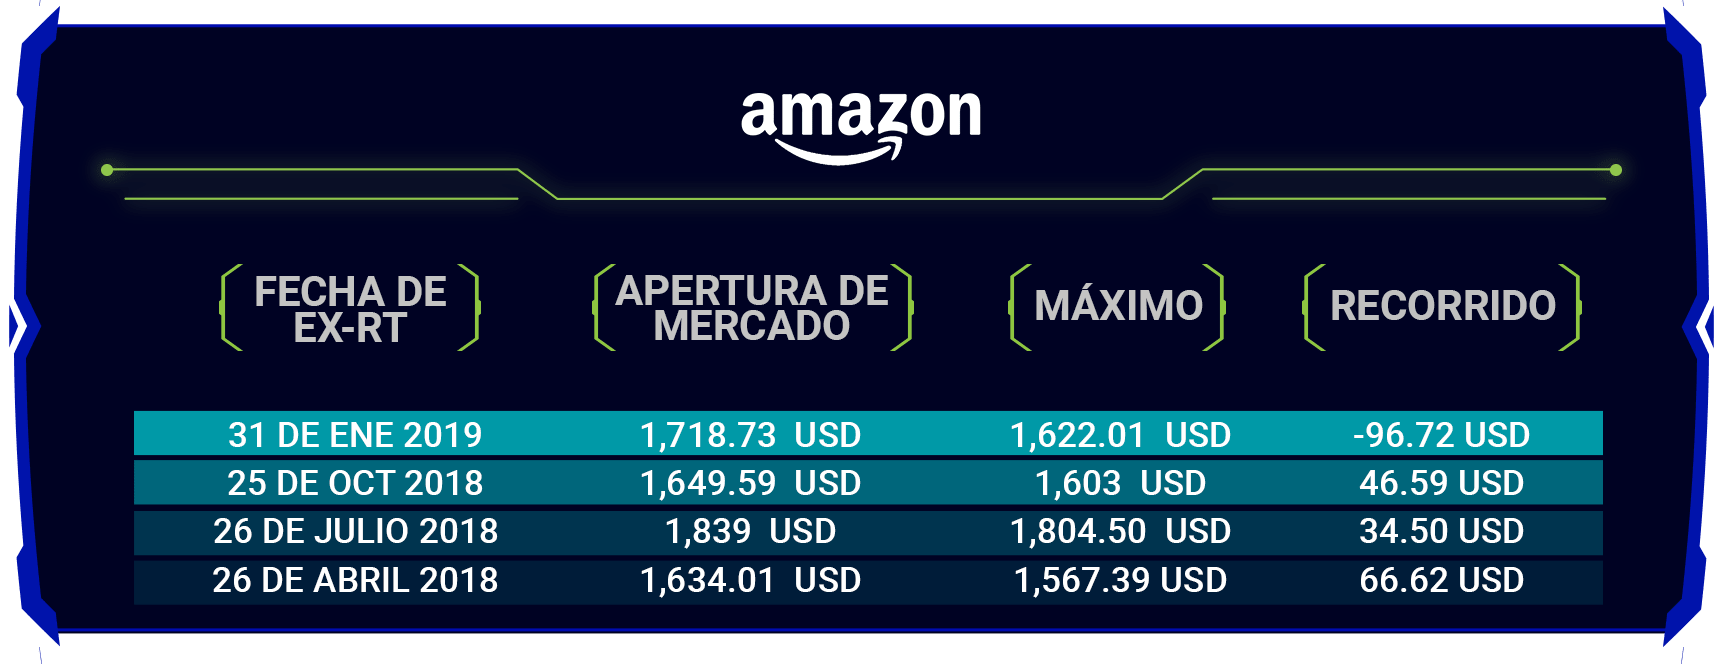 amazon
FECHA DE
EX-RT
APERTURA DE
MERCADO
MÁXIMO
RECORRIDO
31 DE ENE 2019 1,718.73 USD 1,622.01 USD -96.72 USD
25 DE OCT 2018 1,649.59 USD 1,603 USD 46.59 USD
26 DE JULIO 2018 1,839 USD 1,804.50 USD 34.50 USD
26 DE ABRIL 2018 1,634.01 USD 1,567.39 USD 66.62 USD